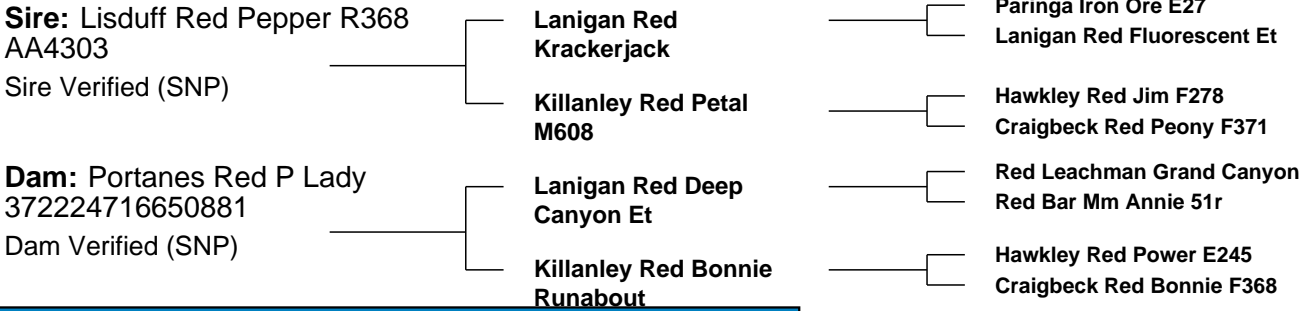 Sire: Lisduff Red Pepper R368
AA4303
Sire Verified (SNP)
Dam: Portanes Red P Lady
372224716650881
Dam Verified (SNP)
Lanigan Red
Krackerjack
Killanley Red Petal
M608
Lanigan Red Deep
Canyon Et
Killanley Red Bonnie
Runabout
Paringa Iron Ore E27
Lanigan Red Fluorescent Et
Hawkley Red Jim F278
Craigbeck Red Peony F371
Red Leachman Grand Canyon
Red Bar Mm Annie 51r
Hawkley Red Power E245
Craigbeck Red Bonnie F368